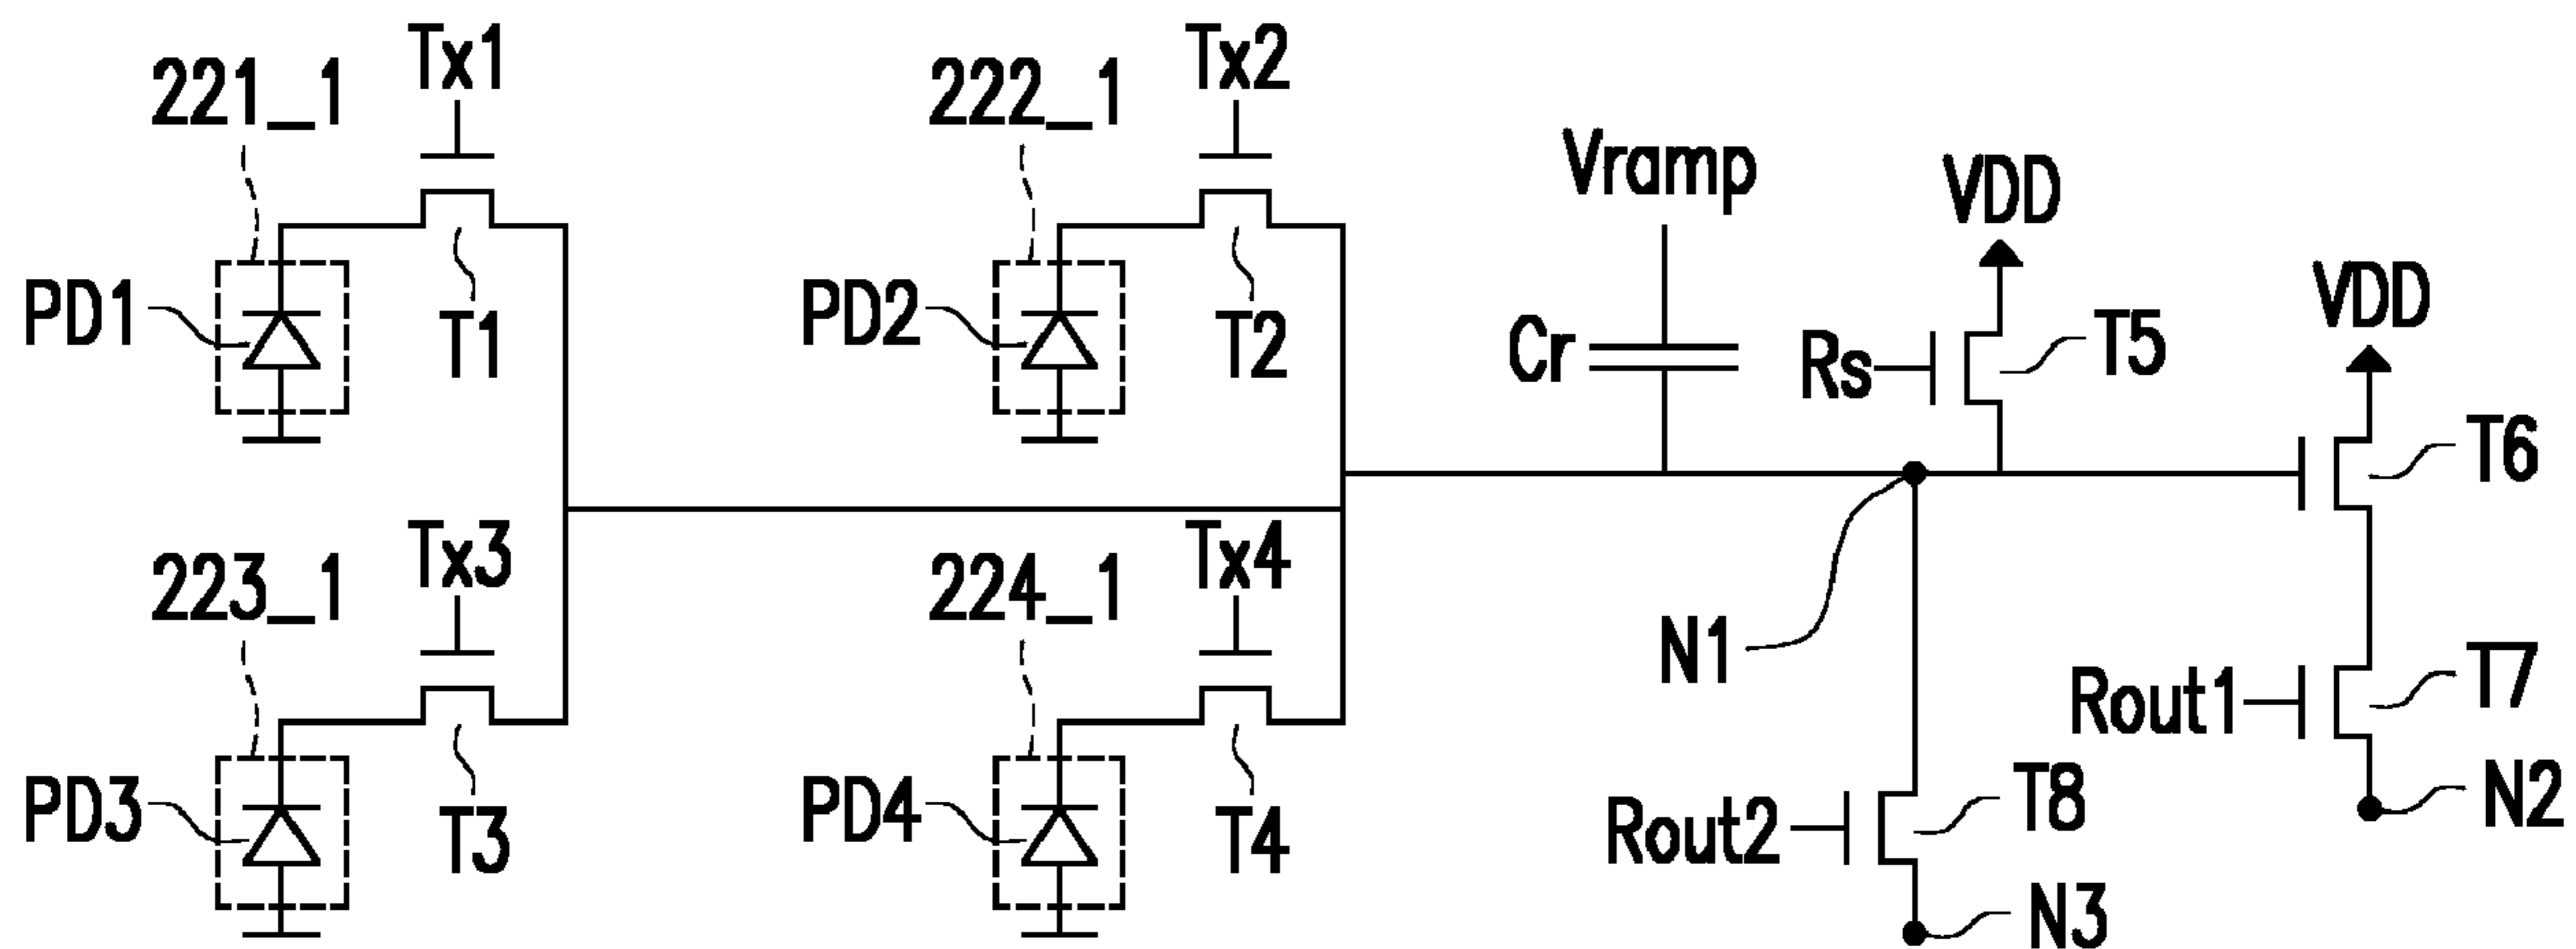 Tx1
221_1
PD1
T1
Tx2
222_1
PD2
T2
Vramp
Cr
VDD
Rs
T5
VDD
T6
Tx3
223_1
PD3
T3
Tx4
224_1
PD4
T4
N1
Rout1
T7
N2
Rout2
T8
N3